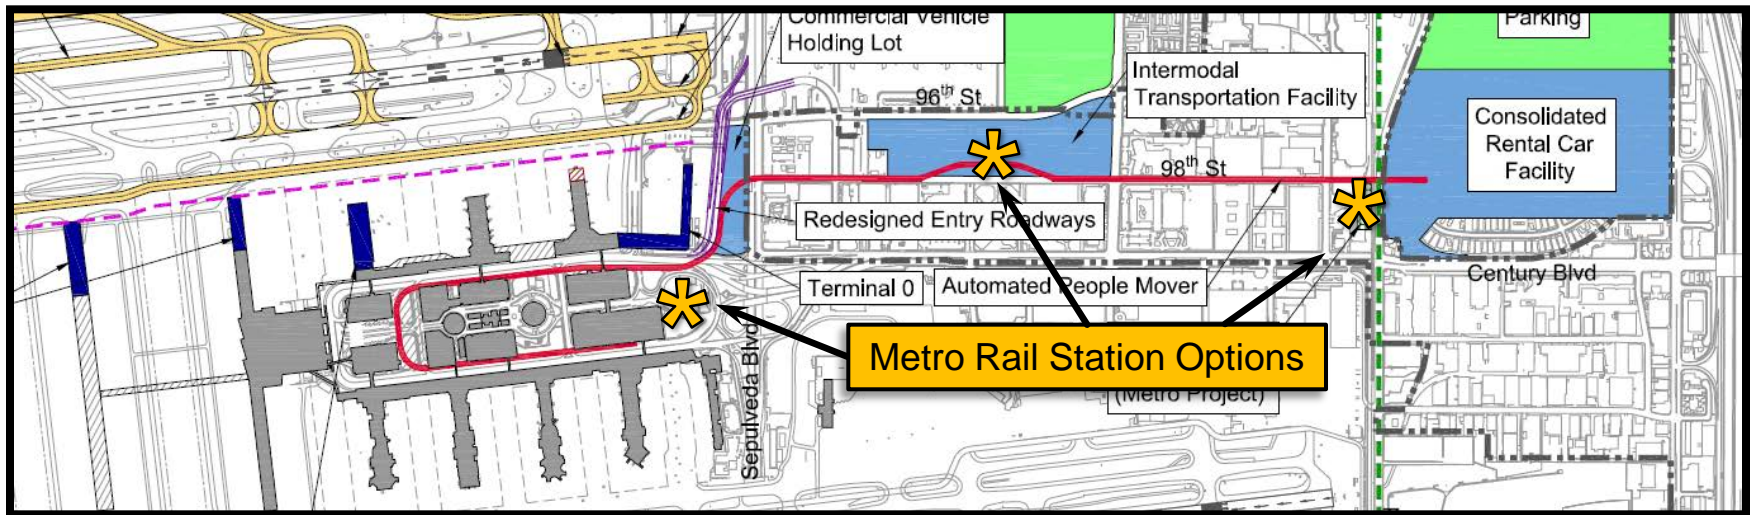 Commercial Vehicle
Holding Lot
Parking
96th St
Intermodal
Transportation Facility
Consolidated
Rental Car
Facility
98th St
Redesigned Entry Roadways
Terminal 0
Automated People Mover
Century Blvd
Metro Rail Station Options
(Metro Project)
Sepulveda Blvd